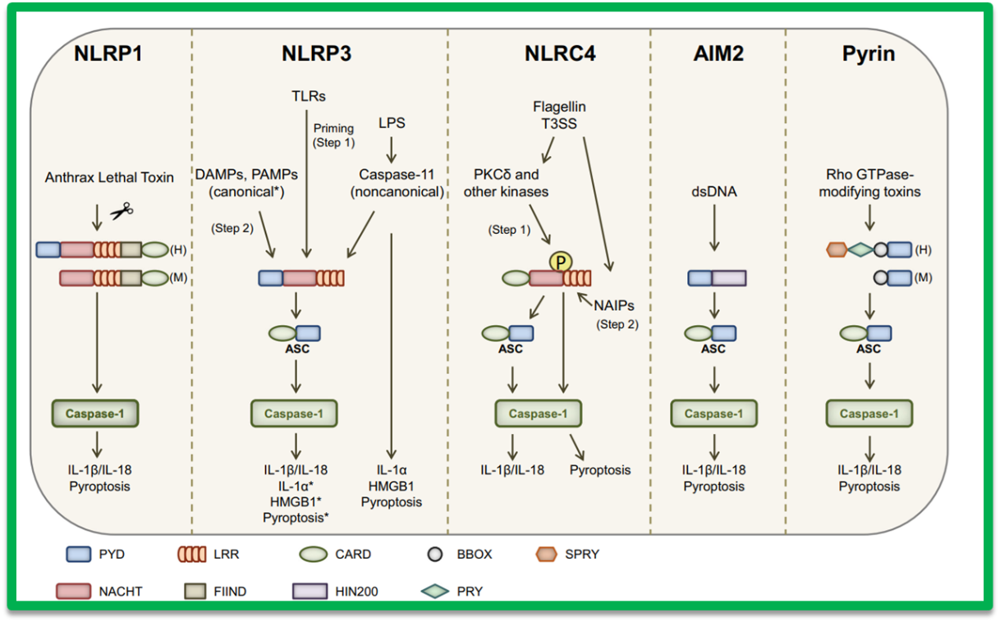 NLRP1
Anthrax Lethal Toxin
(H)
(M)
Caspase-1
IL-1β/IL-18
Pyroptosis
NLRP3
TLRs
Priming
(Step 1)
LPS
DAMPs, PAMPs
(canonical*)
Caspase-11
(noncanonical)
(Step 2)
ASC
Caspase-1
IL-1β/IL-18
IL-1α*
HMGB1*
Pyroptosis*
IL-1α
HMGB1
Pyroptosis
NLRC4
Flagellin
T3SS
PKCδ and
other kinases
(Step 1)
P
NAIPs
(Step 2)
ASC
Caspase-1
IL-1β/IL-18
Pyroptosis
AIM2
dsDNA
ASC
Caspase-1
IL-1β/IL-18
Pyroptosis
Pyrin
Rho GTPase-
modifying toxins
(H)
(M)
ASC
Caspase-1
IL-1β/IL-18
Pyroptosis
PYD
LRR
CARD
BBOX
SPRY
NACHT
FIIND
HIN200
PRY